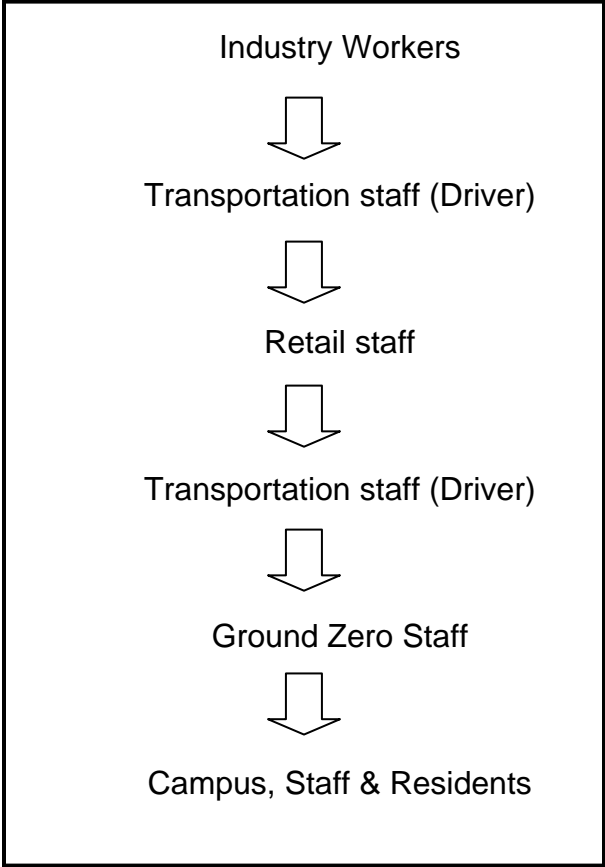 Industry Workers
Transportation staff (Driver)
Retail staff
Transportation staff (Driver)
Ground Zero Staff
Campus, Staff & Residents